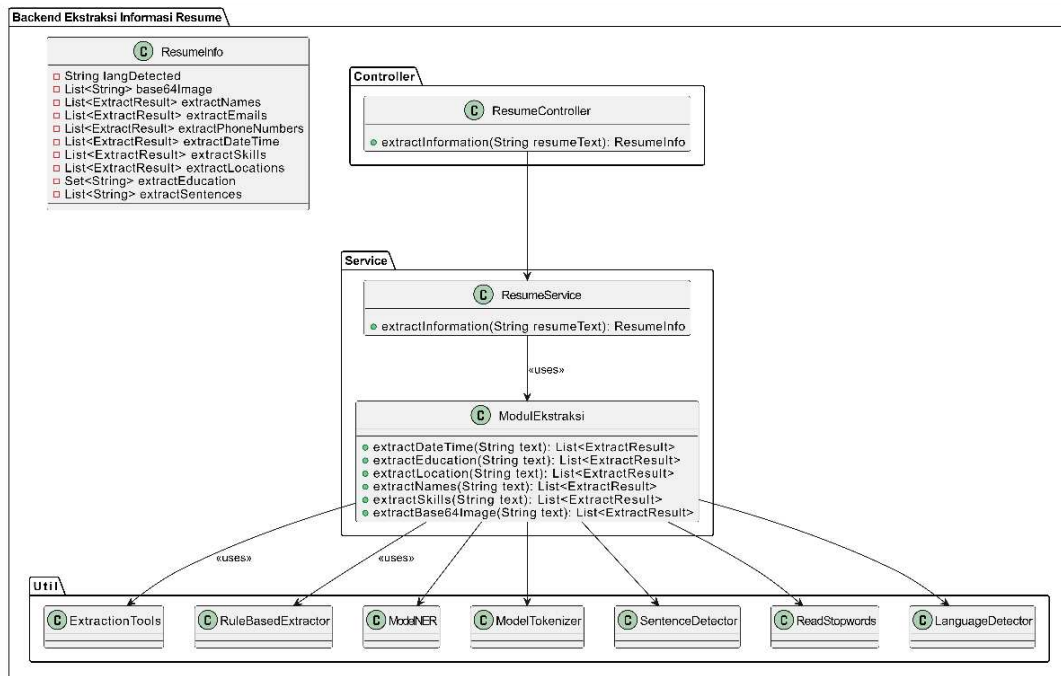 Backend Ekstraksi Informasi Resume
C ResumeInfo
String langDetected
List<String> base64Image
List<ExtractResult> extractNames
List<ExtractResult> extractEmails
List<ExtractResult> extractPhoneNumbers
List<ExtractResult> extractDateTime
List<ExtractResult> extractSkills
List<ExtractResult> extractLocations
Set<String> extractEducation
List<String> extractSentences
Controller
C ResumeController
extractInformation(String resumeText): ResumeInfo
Service
C ResumeService
extractInformation(String resumeText): ResumeInfo
«uses»
C ModulEkstraksi
extractDateTime(String text): List<ExtractResult>
extractEducation(String text): List<ExtractResult>
extractLocation(String text): List<ExtractResult>
extractNames(String text): List<ExtractResult>
extractSkills(String text): List<ExtractResult>
extractBase64Image(String text): List<ExtractResult>
«uses» «uses»
Util
C ExtractionTools C RuleBasedExtractor C ModelNER C ModelTokenizer C SentenceDetector C ReadStopwords C LanguageDetector